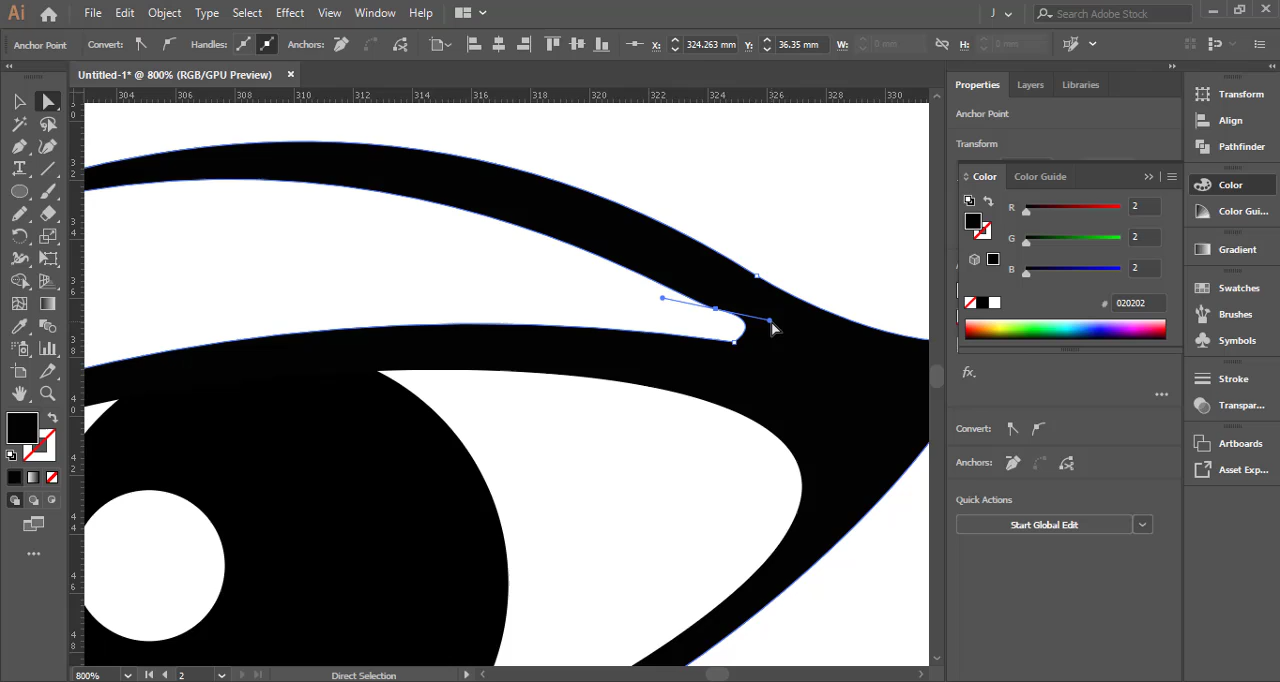 Ai File Edit Object Type Select Effect View Window Help J Search Adobe Stock
Anchor Point Convert: Handles: Anchors: X: 324.263 mm Y: 36.35 mm W: 0 mm H: 0 mm
Untitled-1* @ 800% (RGB/GPU Preview)
304 306 308 310 312 314 316 318 320 322 324 326 328 330
Properties Layers Libraries
Anchor Point
Transform
Color Color Guide
R 2
G 2
B 2
# 020202
fx.
Convert:
Anchors:
Quick Actions
Start Global Edit
Transform
Align
Pathfinder
Color
Color Gui...
Gradient
Swatches
Brushes
Symbols
Stroke
Transpar...
Artboards
Asset Exp...
800% 2 Direct Selection